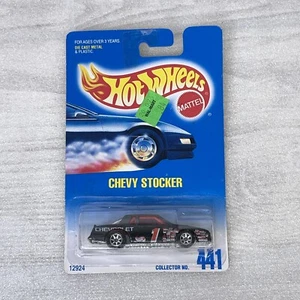 FOR AGES OVER 3 YEARS.
DIE CAST METAL
& PLASTIC
Hot Wheels
MATTEL
CHEVY STOCKER
CHEVROLET
1
12924
COLLECTOR NO.
441